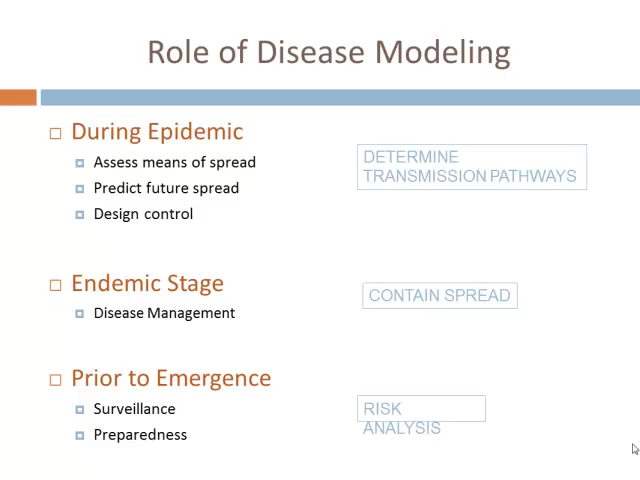 Role of Disease Modeling
During Epidemic
Assess means of spread
Predict future spread
Design control
DETERMINE
TRANSMISSION PATHWAYS
Endemic Stage
Disease Management
CONTAIN SPREAD
Prior to Emergence
Surveillance
Preparedness
RISK
ANALYSIS